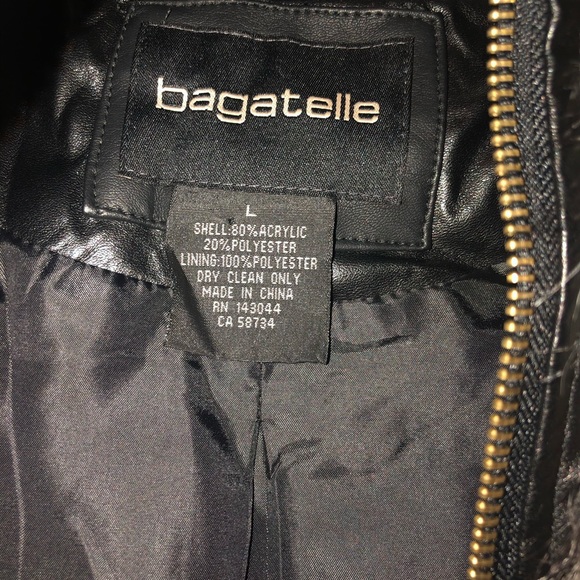 bagatelle
L
SHELL:80%ACRYLIC
20%POLYESTER
LINING:100%POLYESTER
DRY CLEAN ONLY
MADE IN CHINA
RN 143044
CA 58734